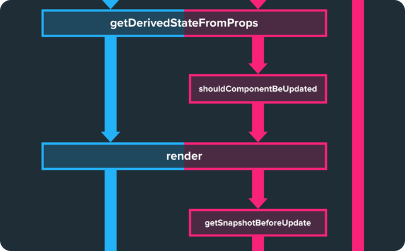 getDerivedStateFromProps
shouldComponentBeUpdated
render
getSnapshotBeforeUpdate